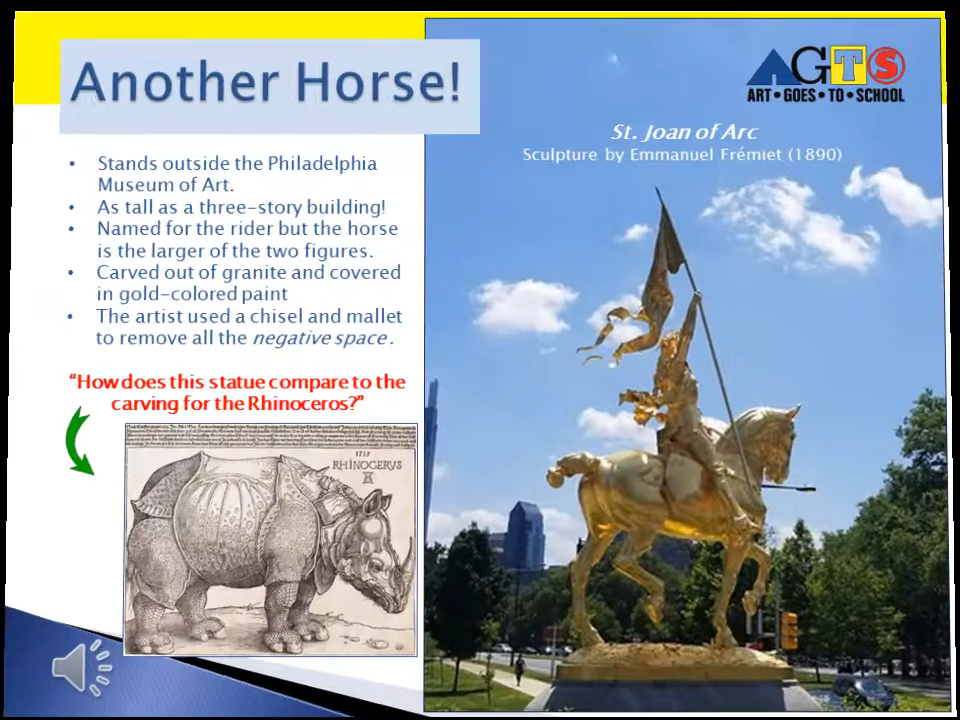 Another Horse!
AGTS
ART•GOES•TO•SCHOOL
St. Joan of Arc
Sculpture by Emmanuel Frémiet (1890)
• Stands outside the Philadelphia
Museum of Art.
• As tall as a three-story building!
• Named for the rider but the horse
is the larger of the two figures.
• Carved out of granite and covered
in gold-colored paint
• The artist used a chisel and mallet
to remove all the negative space.
“How does this statue compare to the
carving for the Rhinoceros?”
1515
RHINOCERVS